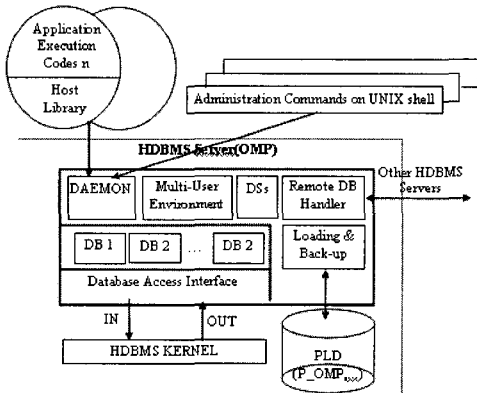 Application
Execution
Codes n
Host
Library
Administration Commands on UNIX shell
HDBMS Server(OMP)
DAEMON
Multi-User
Environment
DSs
Remote DB
Handler
Other HDBMS
Servers
DB 1
DB 2
...
DB 2
Loading &
Back-up
Database Access Interface
IN
OUT
HDBMS KERNEL
PLD
(P_OMP